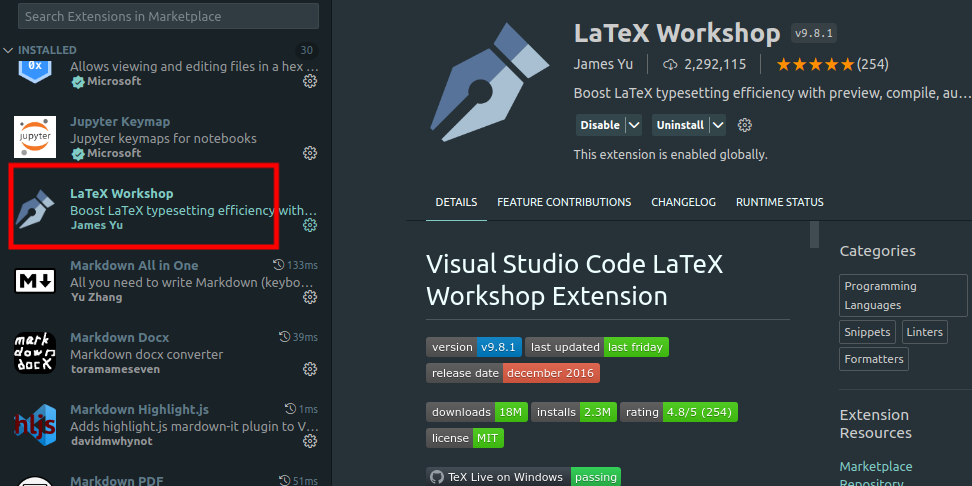 Search Extensions in Marketplace
INSTALLED 30
0x
Allows viewing and editing files in a hex ...
Microsoft
jupyter
Jupyter Keymap
Jupyter keymaps for notebooks
Microsoft
LaTeX Workshop
Boost LaTeX typesetting efficiency with...
James Yu
M
Markdown All in One 133ms
All you need to write Markdown (keybo...
Yu Zhang
mark
down
docx
Markdown Docx 39ms
Markdown docx converter
toramameseven
hljs
Markdown Highlight.js 1ms
Adds highlight.js mardown-it plugin to V...
davidmwhynot
Markdown PDF 51ms
LaTeX Workshop v9.8.1
James Yu 2,292,115 (254)
Boost LaTeX typesetting efficiency with preview, compile, au...
Disable Uninstall
This extension is enabled globally.
DETAILS FEATURE CONTRIBUTIONS CHANGELOG RUNTIME STATUS
Visual Studio Code LaTeX
Workshop Extension
version v9.8.1 last updated last friday
release date december 2016
downloads 18M installs 2.3M rating 4.8/5 (254)
license MIT
TeX Live on Windows passing
Categories
Programming
Languages
Snippets Linters
Formatters
Extension
Resources
Marketplace
Repository